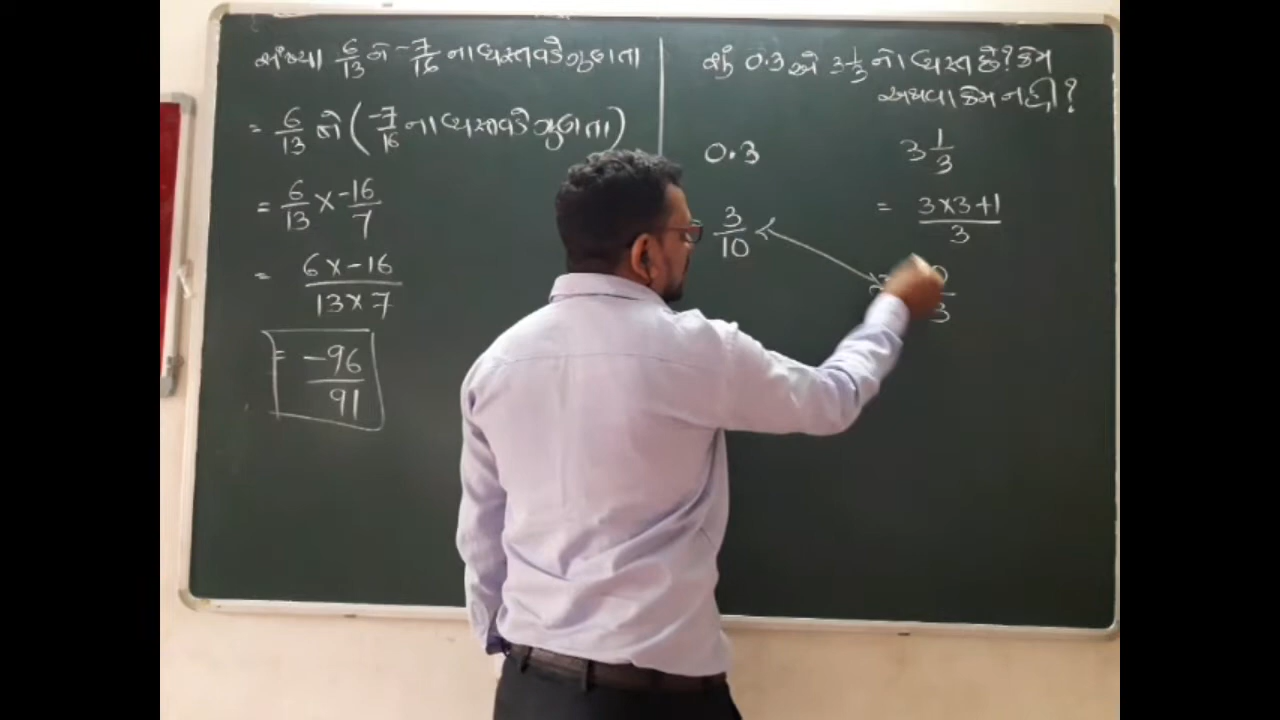 સંખ્યા 6/13 ને -7/16 ના વ્યસ્ત વડે ગુણતા
= 6/13 ને ( -7/16 ના વ્યસ્ત વડે ગુણતા )
= 6/13 × -16/7
= 6 × -16 / 13 × 7
= -96 / 91
શું 0.3 એ 3 1/3 નો વ્યસ્ત છે? કેમ
અથવા કેમ નહી?
0.3
3/10
3 1/3
= 3×3+1 / 3